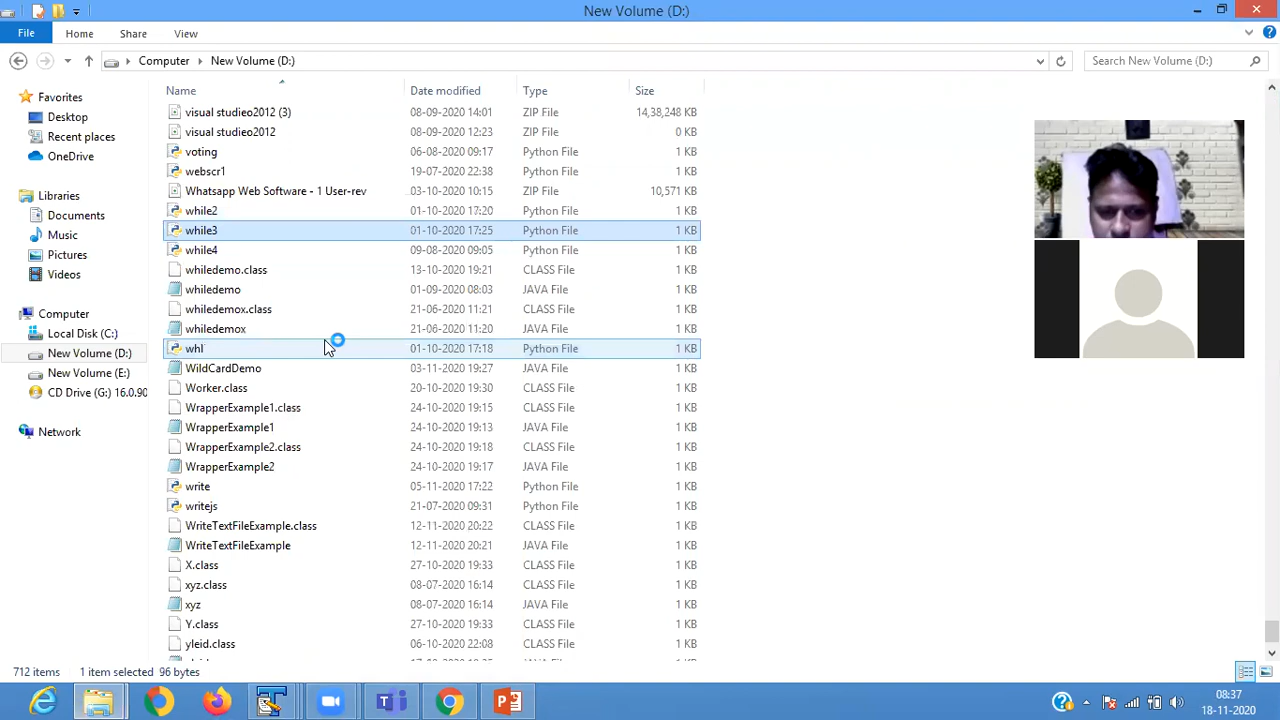 New Volume (D:)
File Home Share View
Computer New Volume (D:) Search New Volume (D:)
Name Date modified Type Size
Favorites
Desktop
Recent places
OneDrive
Libraries
Documents
Music
Pictures
Videos
Computer
Local Disk (C:)
New Volume (D:)
New Volume (E:)
CD Drive (G:) 16.0.90
Network
visual studieo2012 (3) 08-09-2020 14:01 ZIP File 14,38,248 KB
visual studieo2012 08-09-2020 12:23 ZIP File 0 KB
voting 06-08-2020 09:17 Python File 1 KB
webscr1 19-07-2020 22:38 Python File 1 KB
Whatsapp Web Software - 1 User-rev 03-10-2020 10:15 ZIP File 10,571 KB
while2 01-10-2020 17:20 Python File 1 KB
while3 01-10-2020 17:25 Python File 1 KB
while4 09-08-2020 09:05 Python File 1 KB
whiledemo.class 13-10-2020 19:21 CLASS File 1 KB
whiledemo 01-09-2020 08:03 JAVA File 1 KB
whiledemox.class 21-06-2020 11:21 CLASS File 1 KB
whiledemox 21-06-2020 11:20 JAVA File 1 KB
whl 01-10-2020 17:18 Python File 1 KB
WildCardDemo 03-11-2020 19:27 JAVA File 1 KB
Worker.class 20-10-2020 19:30 CLASS File 1 KB
WrapperExample1.class 24-10-2020 19:15 CLASS File 1 KB
WrapperExample1 24-10-2020 19:13 JAVA File 1 KB
WrapperExample2.class 24-10-2020 19:18 CLASS File 1 KB
WrapperExample2 24-10-2020 19:17 JAVA File 1 KB
write 05-11-2020 17:22 Python File 1 KB
writejs 21-07-2020 09:31 Python File 1 KB
WriteTextFileExample.class 12-11-2020 20:22 CLASS File 1 KB
WriteTextFileExample 12-11-2020 20:21 JAVA File 1 KB
X.class 27-10-2020 19:33 CLASS File 1 KB
xyz.class 08-07-2020 16:14 CLASS File 1 KB
xyz 08-07-2020 16:14 JAVA File 1 KB
Y.class 27-10-2020 19:33 CLASS File 1 KB
yleid.class 06-10-2020 22:08 CLASS File 1 KB
712 items 1 item selected 96 bytes
08:37
18-11-2020